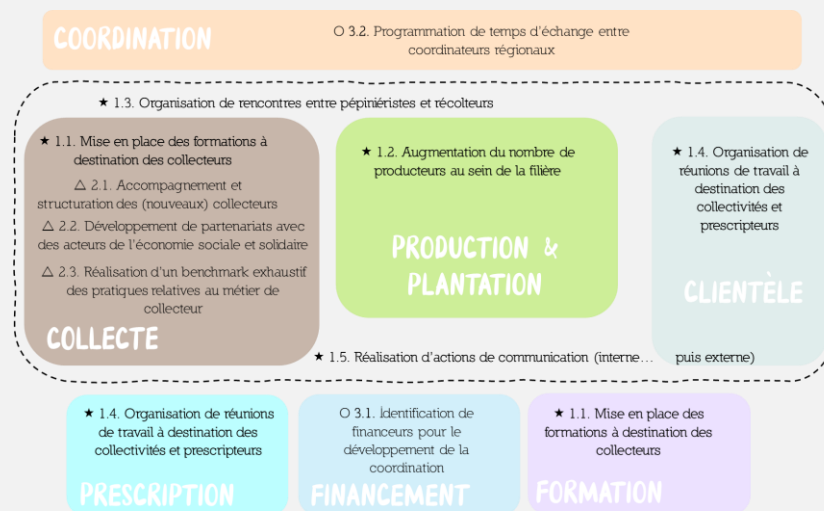 COORDINATION
O 3.2. Programmation de temps d'échange entre
coordinateurs régionaux
★ 1.3. Organisation de rencontres entre pépiniéristes et récolteurs
★ 1.1. Mise en place des formations à
destination des collecteurs
△ 2.1. Accompagnement et
structuration des (nouveaux) collecteurs
△ 2.2. Développement de partenariats avec
des acteurs de l'économie sociale et solidaire
△ 2.3. Réalisation d'un benchmark exhaustif
des pratiques relatives au métier de
collecteur
COLLECTE
★ 1.2. Augmentation du nombre de
producteurs au sein de la filière
PRODUCTION &
PLANTATION
★ 1.4. Organisation de
réunions de travail à
destination des
collectivités et
prescripteurs
CLIENTÈLE
★ 1.5. Réalisation d'actions de communication (interne... puis externe)
★ 1.4. Organisation de réunions
de travail à destination des
collectivités et prescripteurs
PRESCRIPTION
O 3.1. Identification de
financeurs pour le
développement de la
coordination
FINANCEMENT
★ 1.1. Mise en place des
formations à destination des
collecteurs
FORMATION